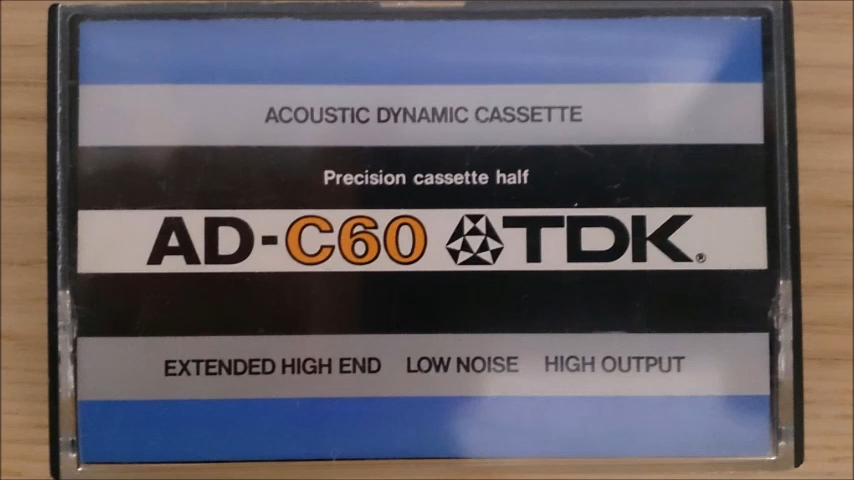 ACOUSTIC DYNAMIC CASSETTE
Precision cassette half
AD-C60 TDK®
EXTENDED HIGH END LOW NOISE HIGH OUTPUT